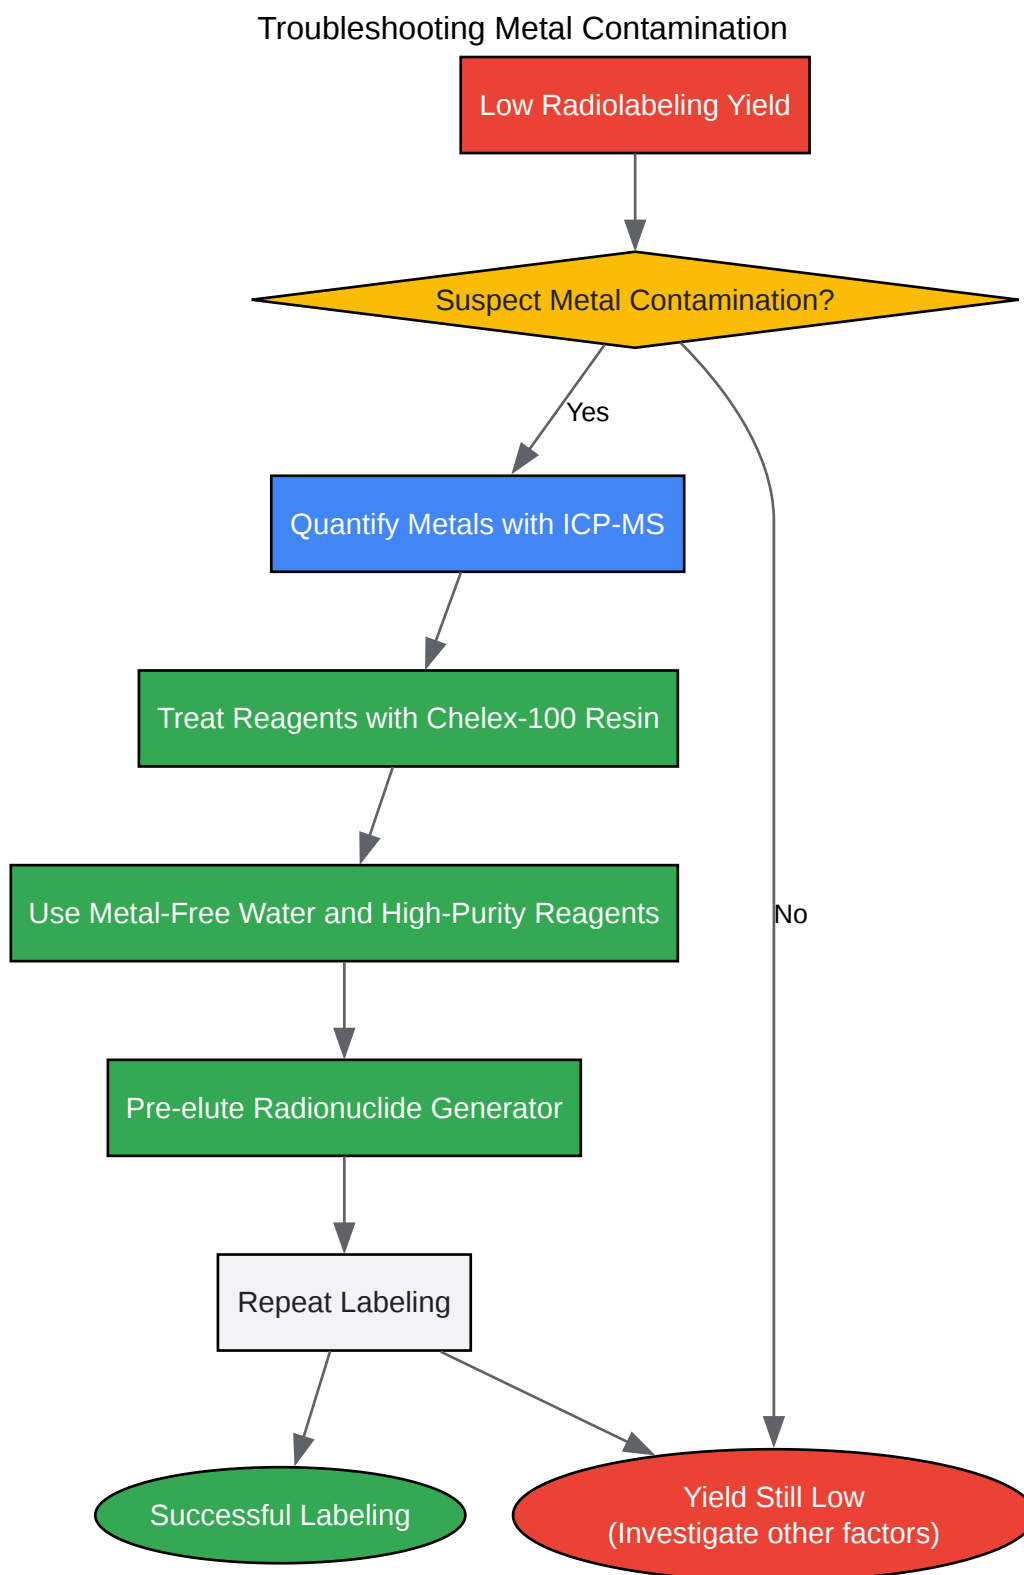 Troubleshooting Metal Contamination
Low Radiolabeling Yield
Suspect Metal Contamination?
Yes
Quantify Metals with ICP-MS
Treat Reagents with Chelex-100 Resin
Use Metal-Free Water and High-Purity Reagents
No
Pre-elute Radionuclide Generator
Repeat Labeling
Successful Labeling
Yield Still Low
(Investigate other factors)